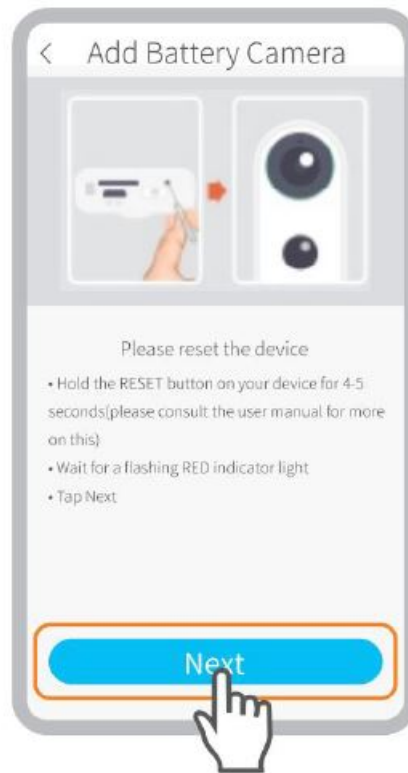 < Add Battery Camera
Please reset the device
• Hold the RESET button on your device for 4-5
seconds(please consult the user manual for more
on this)
• Wait for a flashing RED indicator light
• Tap Next
Next